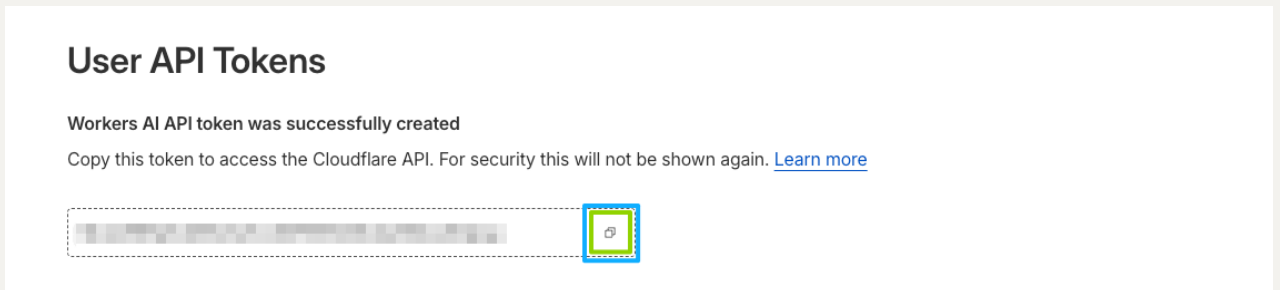 User API Tokens
Workers AI API token was successfully created
Copy this token to access the Cloudflare API. For security this will not be shown again. Learn more